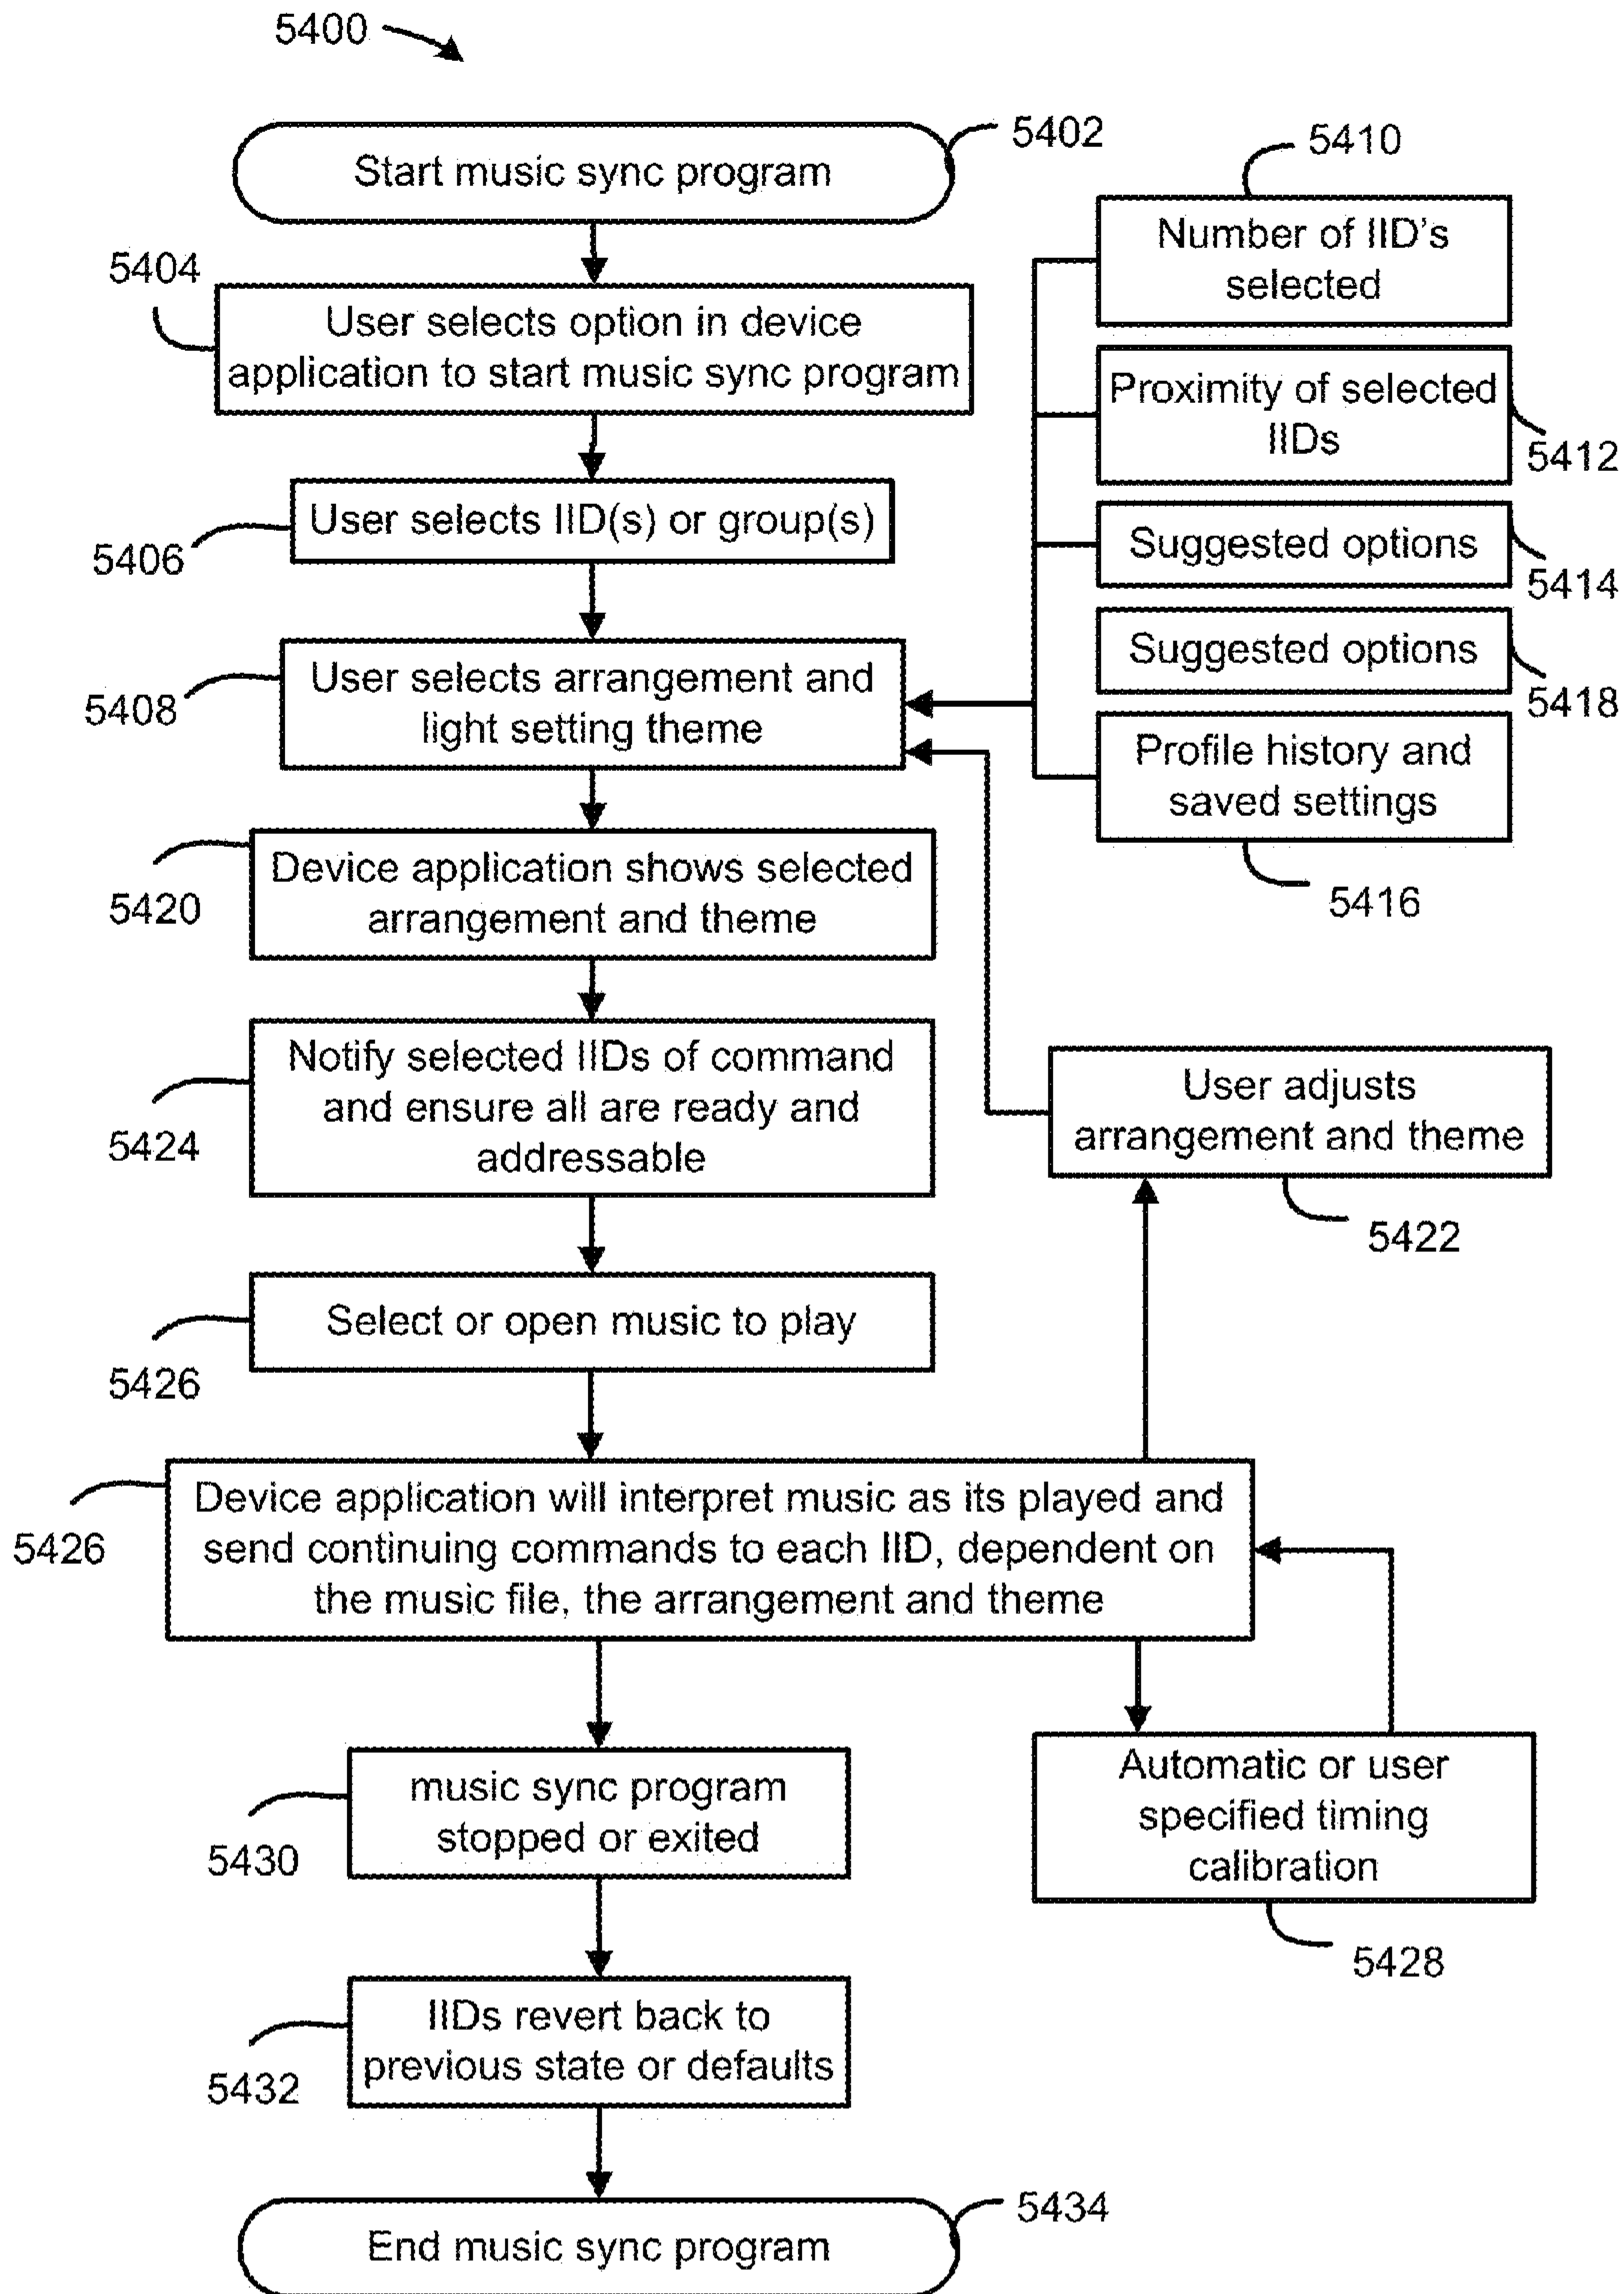 5400
5402
Start music sync program
5404
User selects option in device
application to start music sync program
5406
User selects IID(s) or group(s)
5408
User selects arrangement and
light setting theme
5410
Number of IID's
selected
Proximity of selected
IIDs
5412
Suggested options
5414
Suggested options
5418
Profile history and
saved settings
5416
5420
Device application shows selected
arrangement and theme
5424
Notify selected IIDs of command
and ensure all are ready and
addressable
User adjusts
arrangement and theme
5422
5426
Select or open music to play
5426
Device application will interpret music as its played and
send continuing commands to each IID, dependent on
the music file, the arrangement and theme
Automatic or user
specified timing
calibration
5428
5430
music sync program
stopped or exited
5432
IIDs revert back to
previous state or defaults
5434
End music sync program